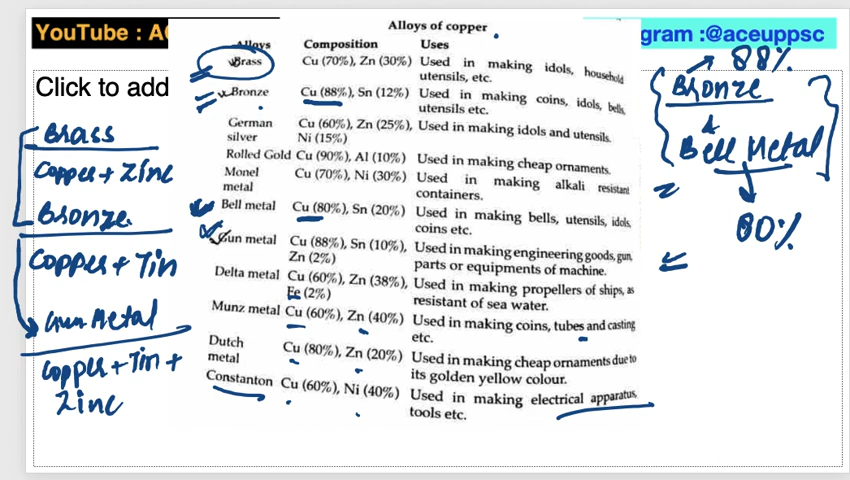 YouTube : A
gram :@aceuppsc
Click to add
Alloys of copper
Alloys Composition Uses
Brass Cu (70%), Zn (30%) Used in making idols, household
utensils, etc.
Bronze Cu (88%), Sn (12%) Used in making coins, idols, bells,
utensils etc.
German Cu (60%), Zn (25%), Used in making idols and utensils.
silver Ni (15%)
Rolled Gold Cu (90%), Al (10%) Used in making cheap ornaments.
Monel Cu (70%), Ni (30%) Used in making alkali resistant
metal containers.
Bell metal Cu (80%), Sn (20%) Used in making bells, utensils, idols,
coins etc.
Gun metal Cu (88%), Sn (10%), Used in making engineering goods, gun,
Zn (2%) parts or equipments of machine.
Delta metal Cu (60%), Zn (38%), Used in making propellers of ships, as
Fe (2%) resistant of sea water.
Munz metal Cu (60%), Zn (40%) Used in making coins, tubes and casting
etc.
Dutch Cu (80%), Zn (20%) Used in making cheap ornaments due to
metal its golden yellow colour.
Constanton Cu (60%), Ni (40%) Used in making electrical apparatus,
tools etc.
Brass
Copper + Zinc
Bronze
Copper + Tin
Gun Metal
Copper + Tin +
Zinc
88%
Bronze
Bell Metal
80%